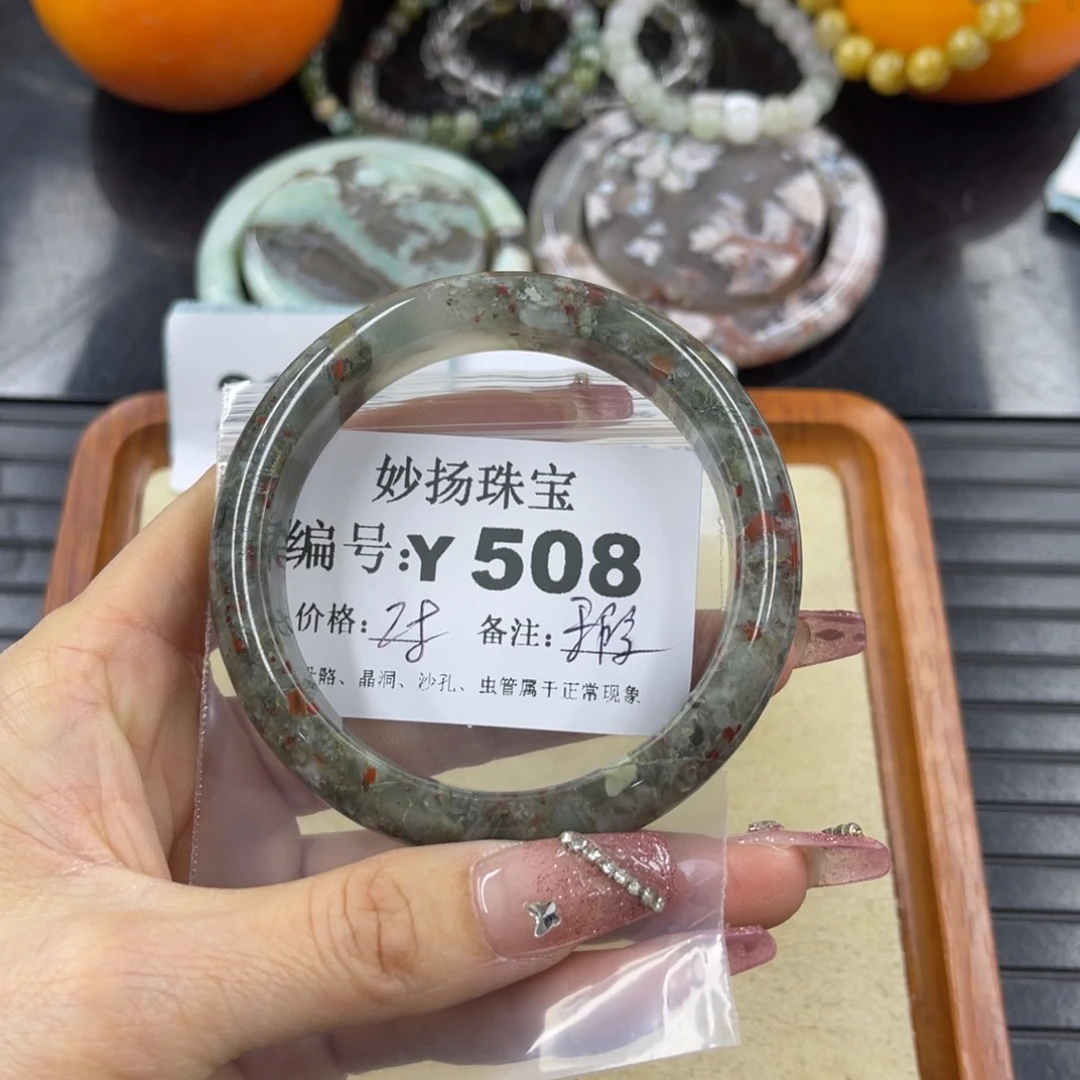 妙扬珠宝
编号:Y 508
价格: 备注:
骼、晶洞、沙孔、虫管属于正常现象